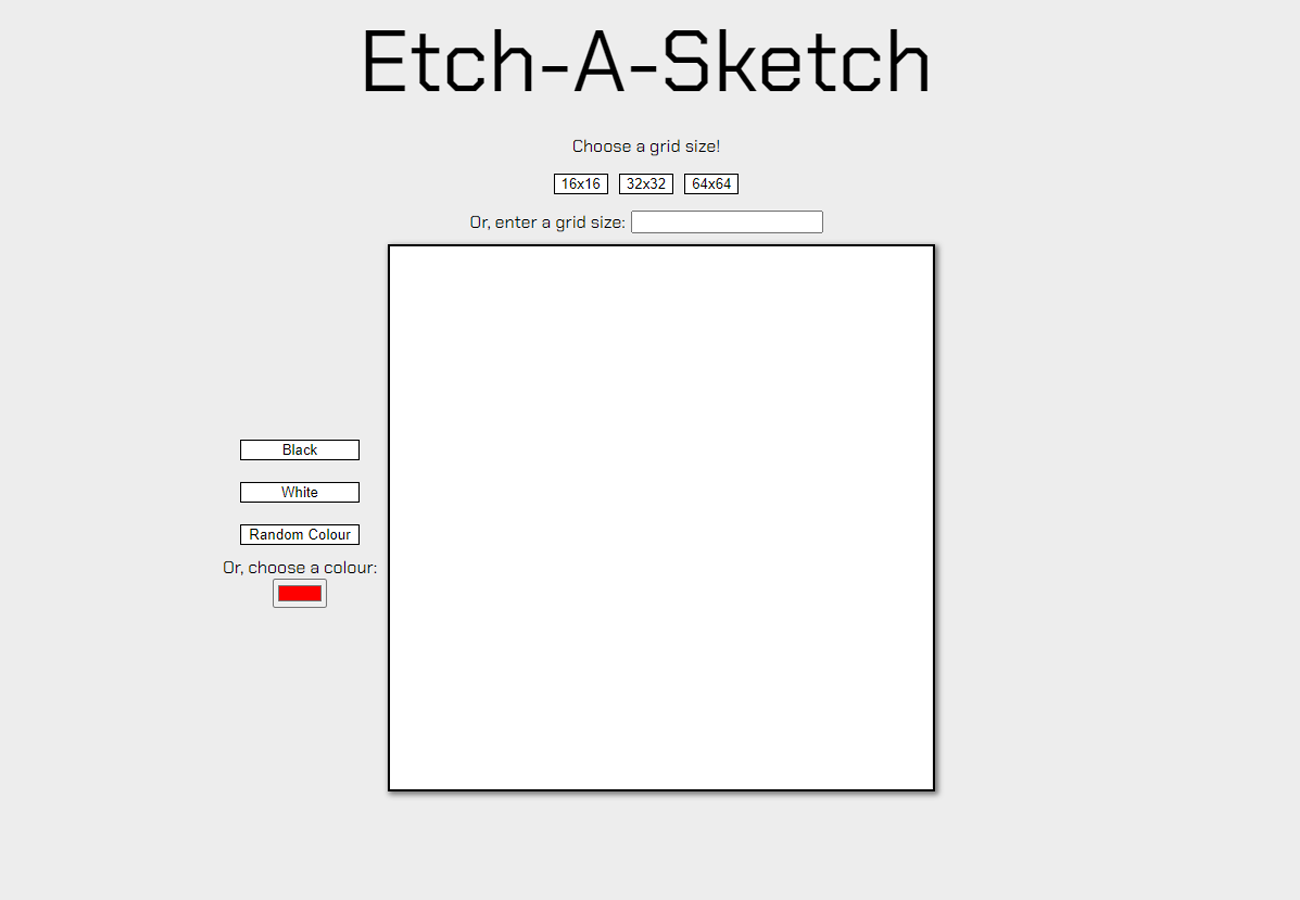 Etch-A-Sketch
Choose a grid size!
16x16 32x32 64x64
Or, enter a grid size:
Black
White
Random Colour
Or, choose a colour: